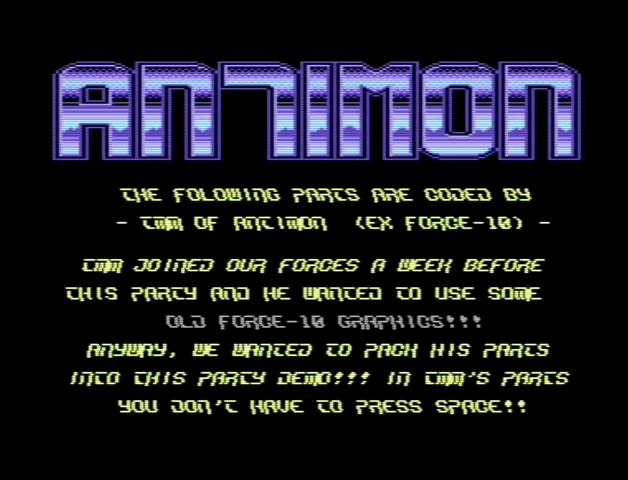 ANTIMON
THE FOLOWING PARTS ARE CODED BY
- TMM OF ANTIMON (EX FORCE-10) -
TMM JOINED OUR FORCES A WEEK BEFORE
THIS PARTY AND HE WANTED TO USE SOME
OLD FORCE-10 GRAPHICS!!!
ANYWAY, WE WANTED TO PACK HIS PARTS
INTO THIS PARTY DEMO!!! IN TMM'S PARTS
YOU DON'T HAVE TO PRESS SPACE!!